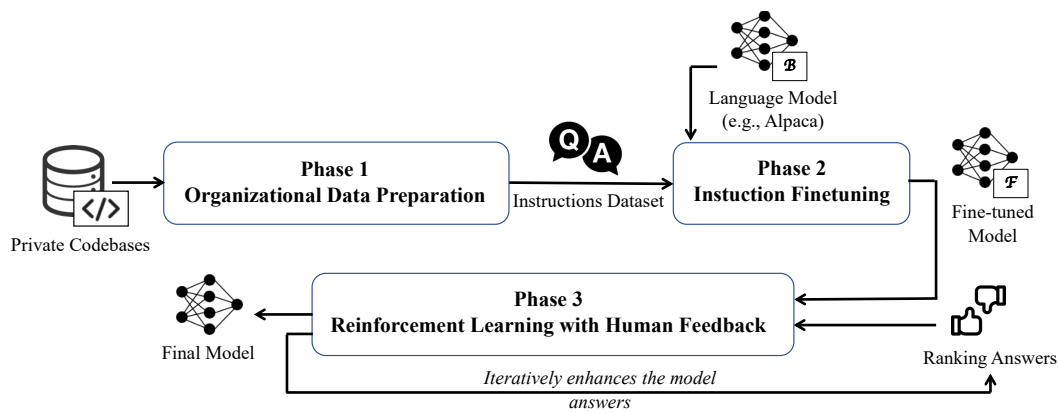 ℬ
Language Model
(e.g., Alpaca)
Q
A
Phase 1
Organizational Data Preparation
Phase 2
Instuction Finetuning
</>
Instructions Dataset
ℱ
Fine-tuned
Model
Private Codebases
Phase 3
Reinforcement Learning with Human Feedback
Final Model
Ranking Answers
Iteratively enhances the model
answers